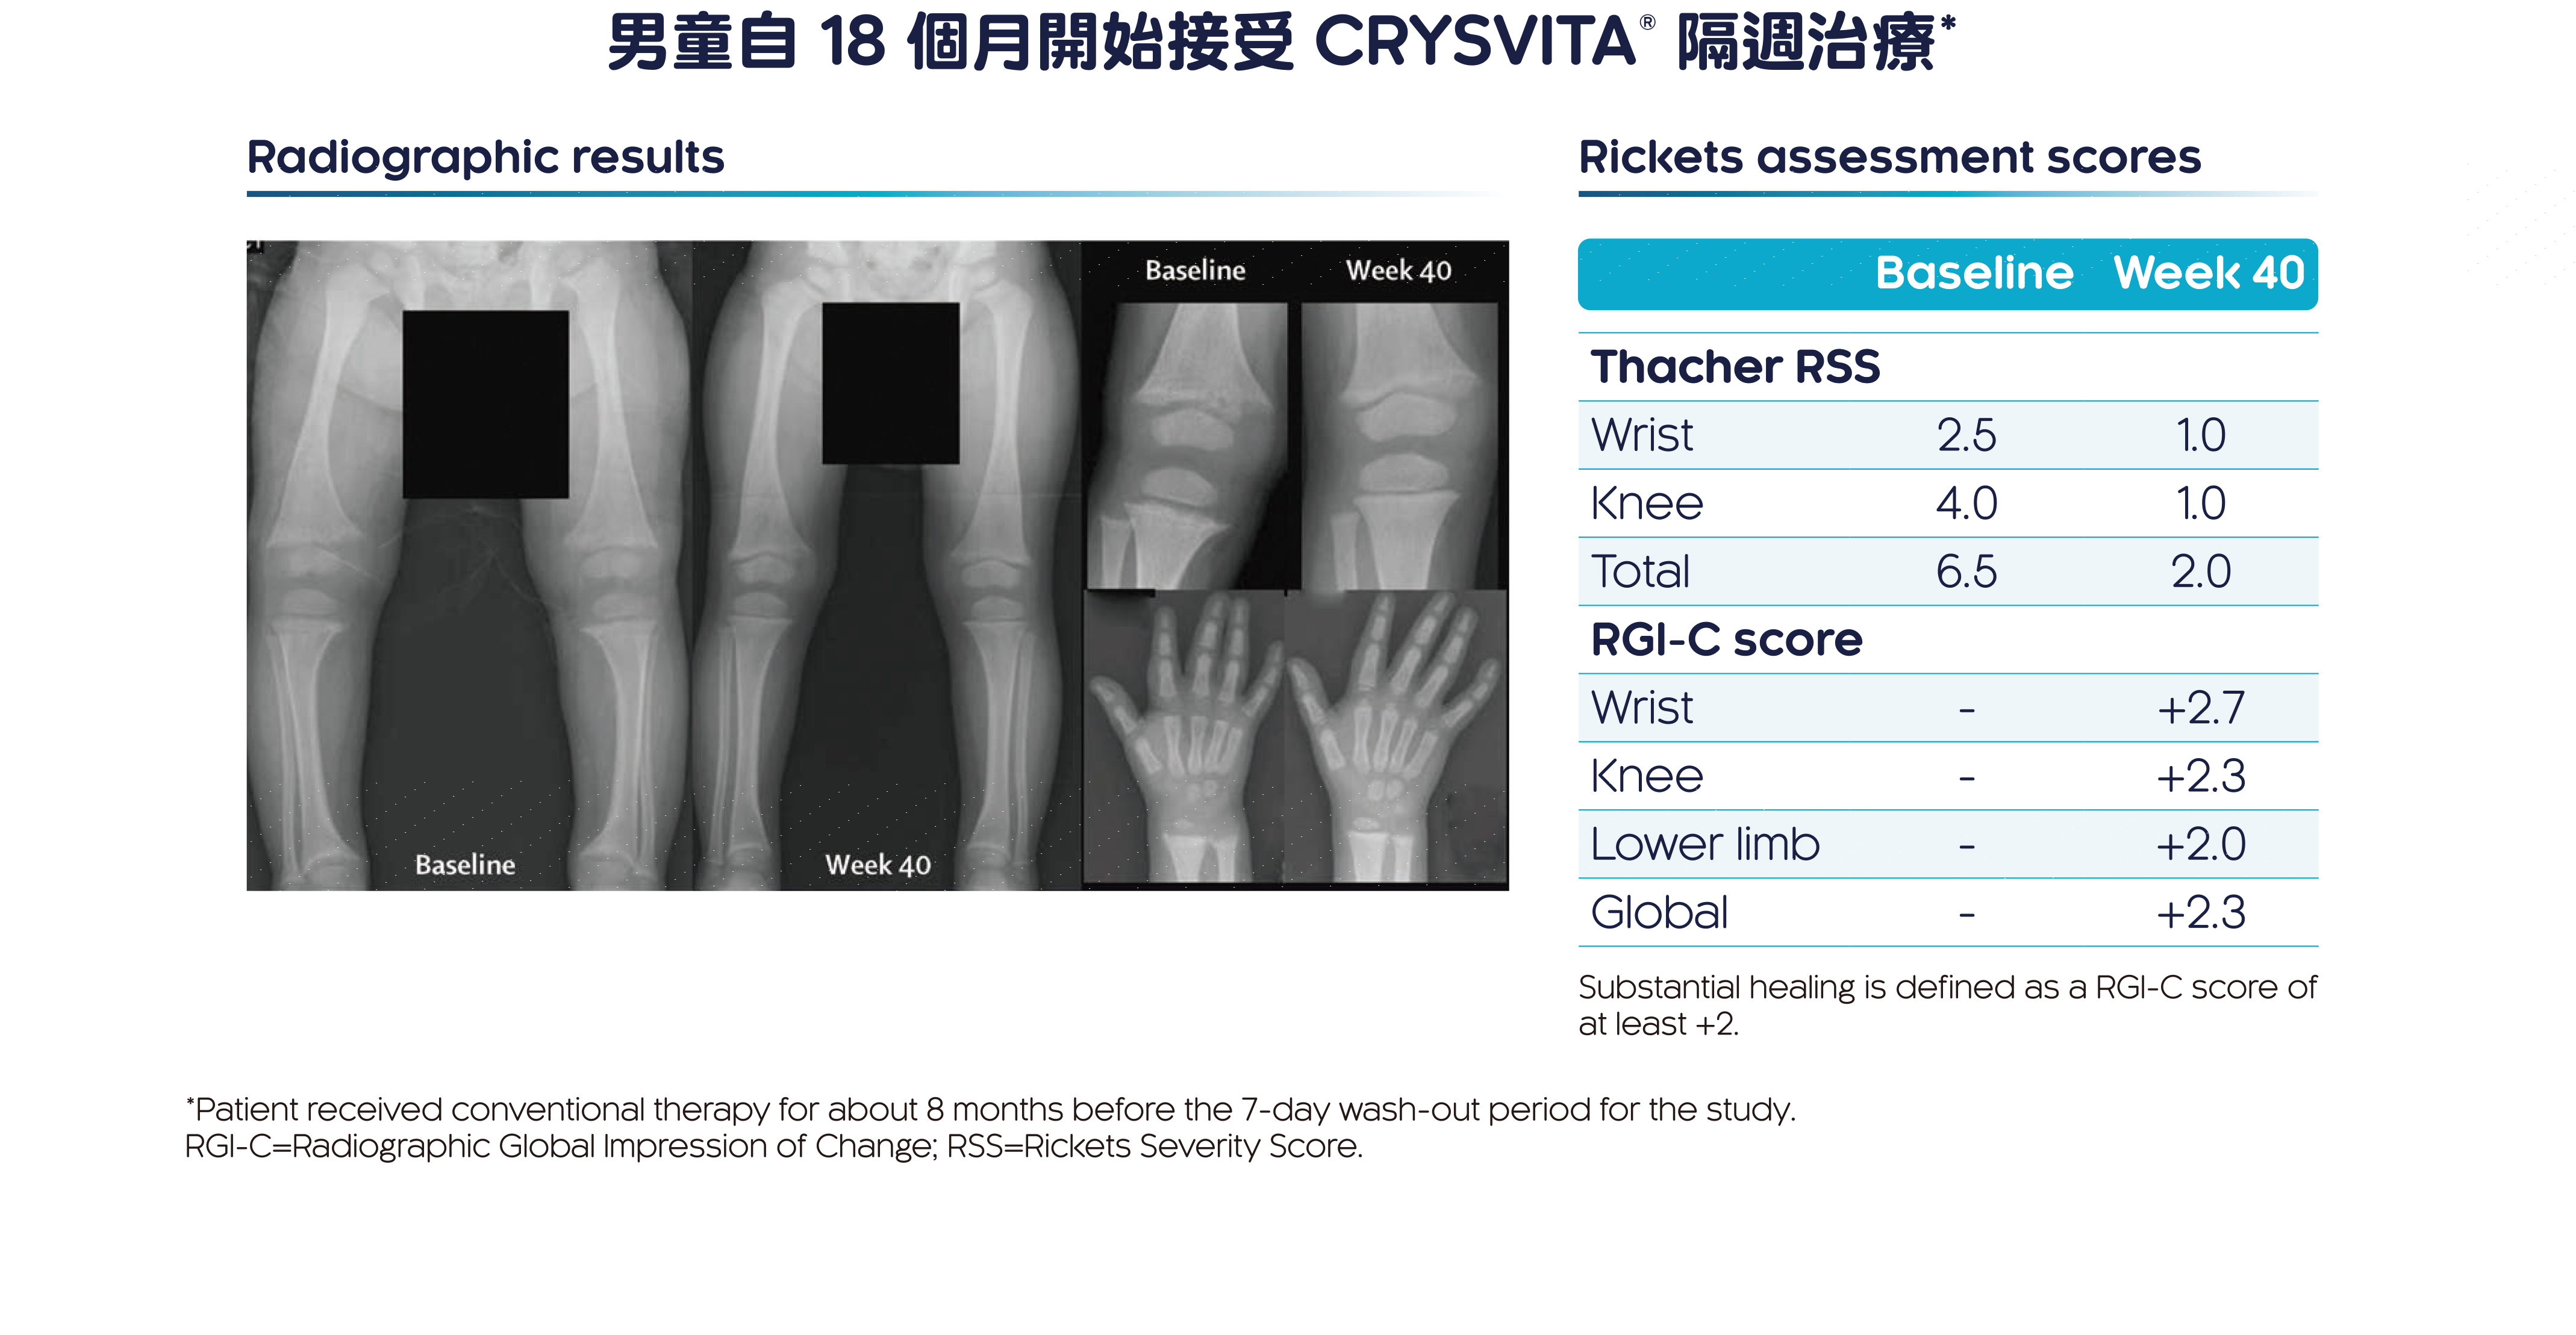 男童自 18 個月開始接受 CRYSVITA® 隔週治療*
Radiographic results
Baseline
Week 40
Baseline
Week 40
Rickets assessment scores
Baseline Week 40
Thacher RSS
Wrist 2.5 1.0
Knee 4.0 1.0
Total 6.5 2.0
RGI-C score
Wrist - +2.7
Knee - +2.3
Lower limb - +2.0
Global - +2.3
Substantial healing is defined as a RGI-C score of
at least +2.
*Patient received conventional therapy for about 8 months before the 7-day wash-out period for the study.
RGI-C=Radiographic Global Impression of Change; RSS=Rickets Severity Score.